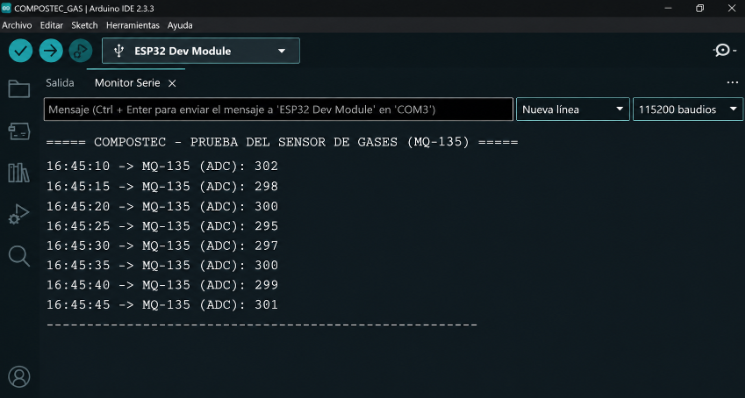 COMPOSTEC_GAS | Arduino IDE 2.3.3
Archivo Editar Sketch Herramientas Ayuda
ESP32 Dev Module
Salida Monitor Serie
Mensaje (Ctrl + Enter para enviar el mensaje a 'ESP32 Dev Module' en 'COM3') Nueva línea 115200 baudios
===== COMPOSTEC - PRUEBA DEL SENSOR DE GASES (MQ-135) =====
16:45:10 -> MQ-135 (ADC): 302
16:45:15 -> MQ-135 (ADC): 298
16:45:20 -> MQ-135 (ADC): 300
16:45:25 -> MQ-135 (ADC): 295
16:45:30 -> MQ-135 (ADC): 297
16:45:35 -> MQ-135 (ADC): 300
16:45:40 -> MQ-135 (ADC): 299
16:45:45 -> MQ-135 (ADC): 301
-----------------------------------------------------